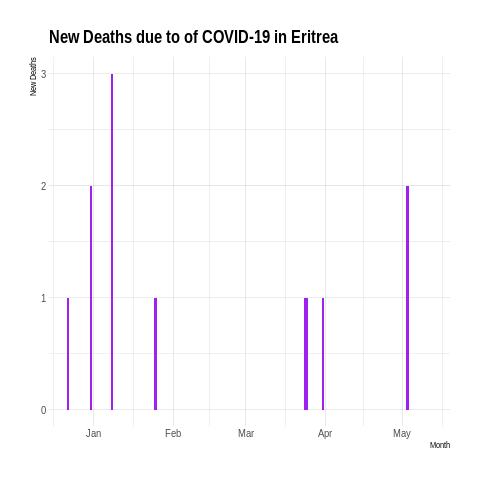 New Deaths due to of COVID-19 in Eritrea
New Deaths
3
2
1
0
Jan Feb Mar Apr May
Month